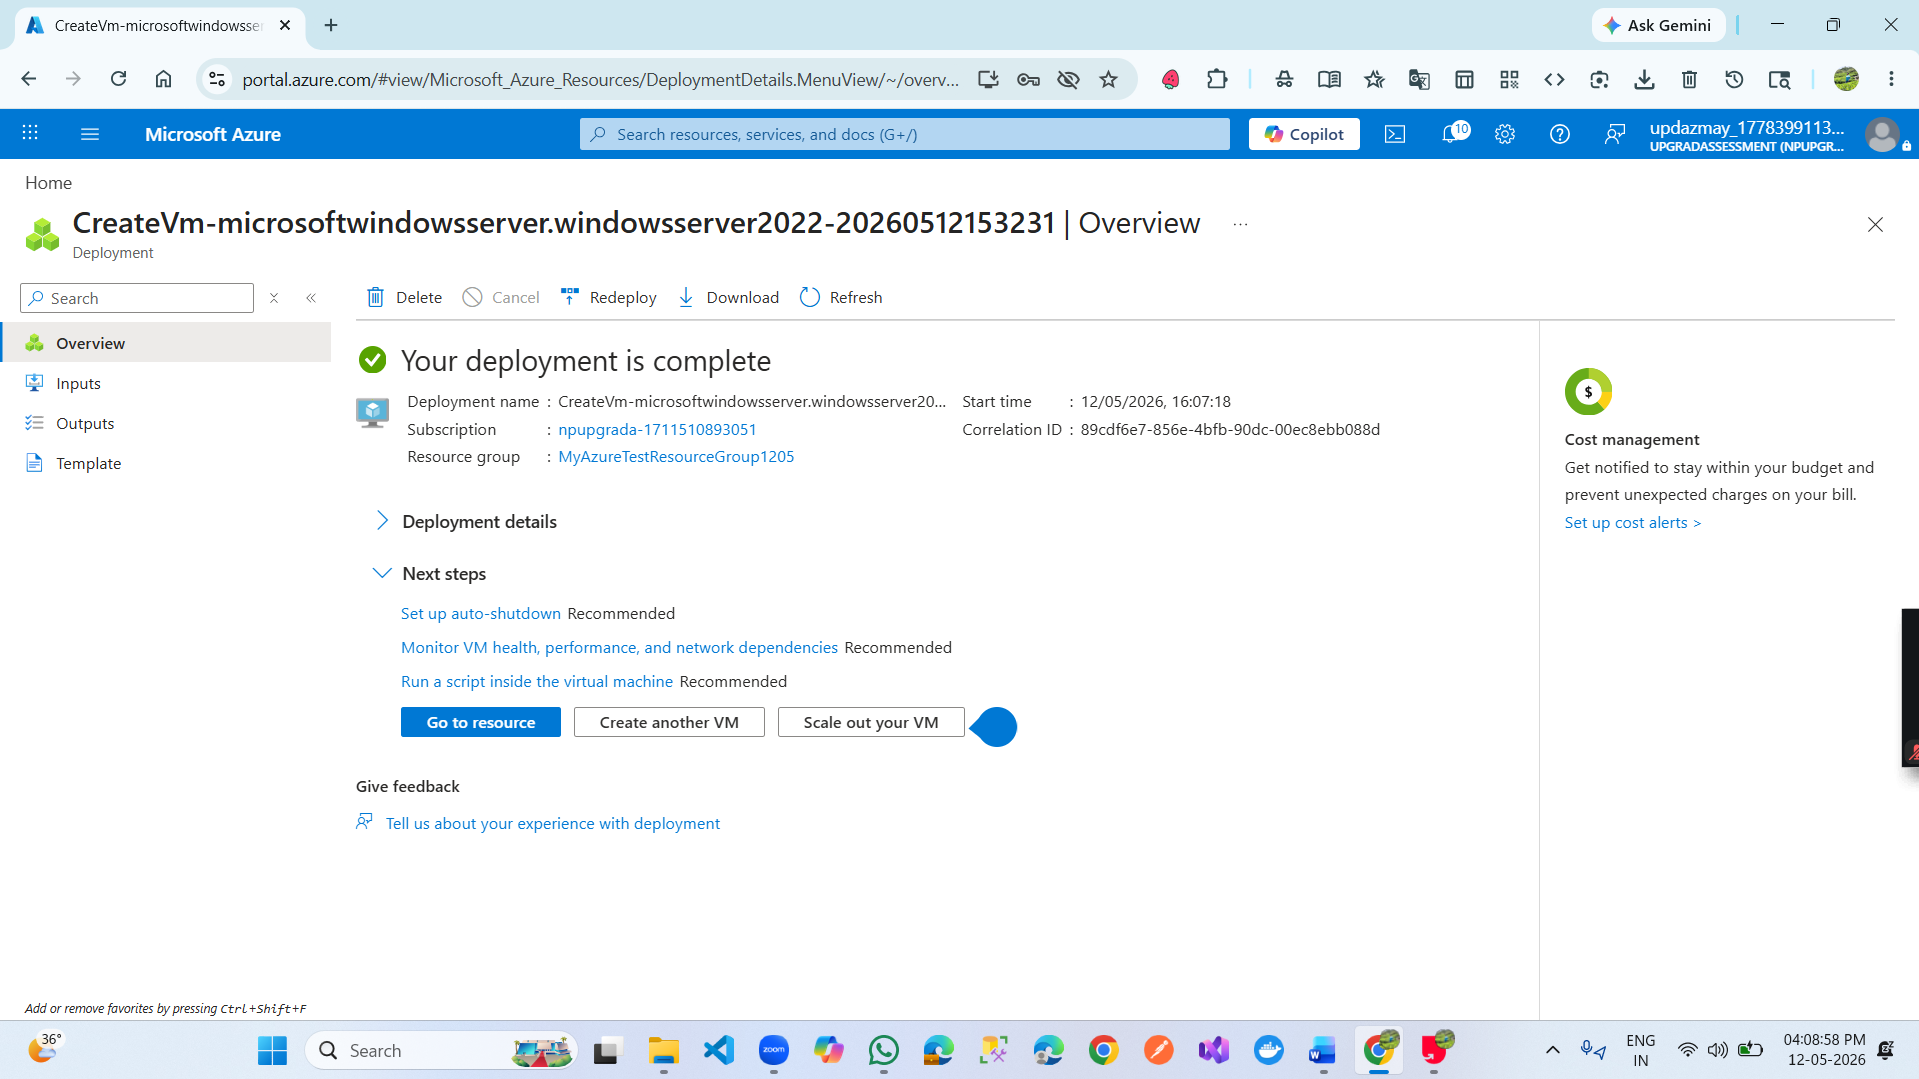 CreateVm-microsoftwindowsser
Ask Gemini
portal.azure.com/#view/Microsoft_Azure_Resources/DeploymentDetails.MenuView/~/overv...
Microsoft Azure
Search resources, services, and docs (G+/)
Copilot
10
updazmay_1778399113...
UPGRADASSESSMENT (NPUPGR...
Home
CreateVm-microsoftwindowsserver.windowsserver2022-20260512153231 | Overview
Deployment
Search
Delete
Cancel
Redeploy
Download
Refresh
Overview
Inputs
Outputs
Template
Your deployment is complete
Deployment name : CreateVm-microsoftwindowsserver.windowsserver20...
Subscription : npupgrada-1711510893051
Resource group : MyAzureTestResourceGroup1205
Start time : 12/05/2026, 16:07:18
Correlation ID : 89cdf6e7-856e-4bfb-90dc-00ec8ebb088d
Deployment details
Next steps
Set up auto-shutdown Recommended
Monitor VM health, performance, and network dependencies Recommended
Run a script inside the virtual machine Recommended
Go to resource
Create another VM
Scale out your VM
Give feedback
Tell us about your experience with deployment
$
Cost management
Get notified to stay within your budget and
prevent unexpected charges on your bill.
Set up cost alerts >
Add or remove favorites by pressing Ctrl+Shift+F
36°
Search
zoom
ENG
IN
04:08:58 PM
12-05-2026